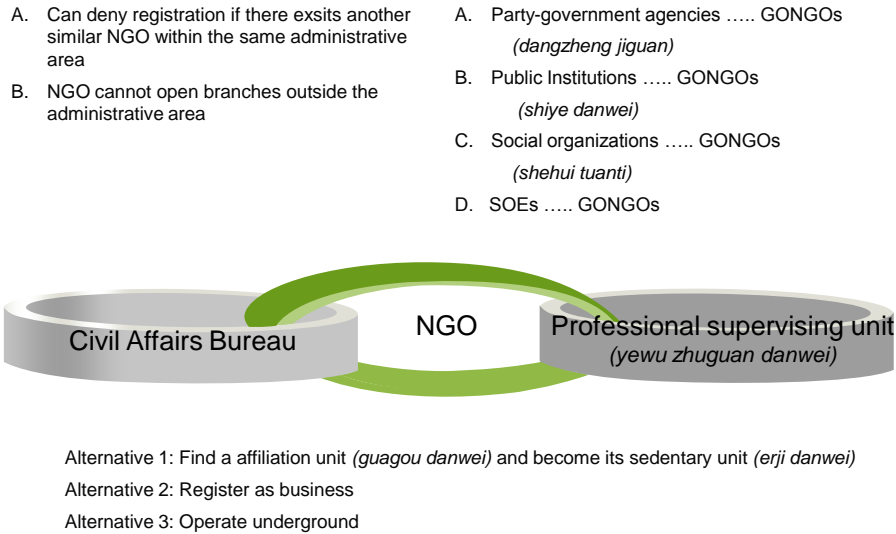 A. Can deny registration if there exsits another
similar NGO within the same administrative
area
B. NGO cannot open branches outside the
administrative area
A. Party-government agencies ….. GONGOs
(dangzheng jiguan)
B. Public Institutions ….. GONGOs
(shiye danwei)
C. Social organizations ….. GONGOs
(shehui tuanti)
D. SOEs ….. GONGOs
Civil Affairs Bureau
NGO
Professional supervising unit
(yewu zhuguan danwei)
Alternative 1: Find a affiliation unit (guagou danwei) and become its sedentary unit (erji danwei)
Alternative 2: Register as business
Alternative 3: Operate underground